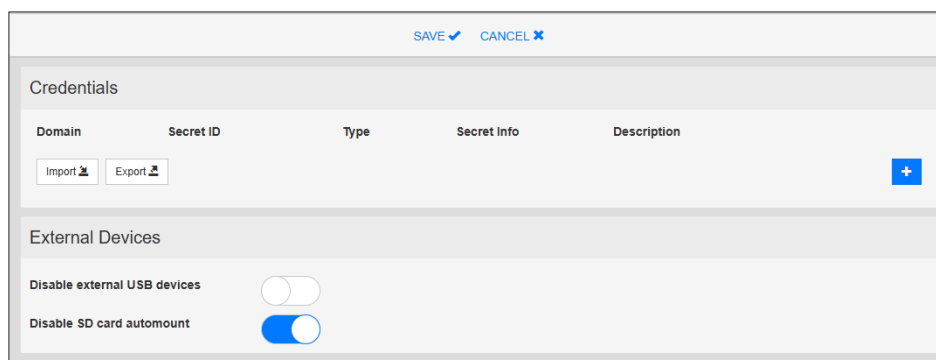 SAVE CANCEL
Credentials
Domain Secret ID Type Secret Info Description
Import Export
External Devices
Disable external USB devices
Disable SD card automount